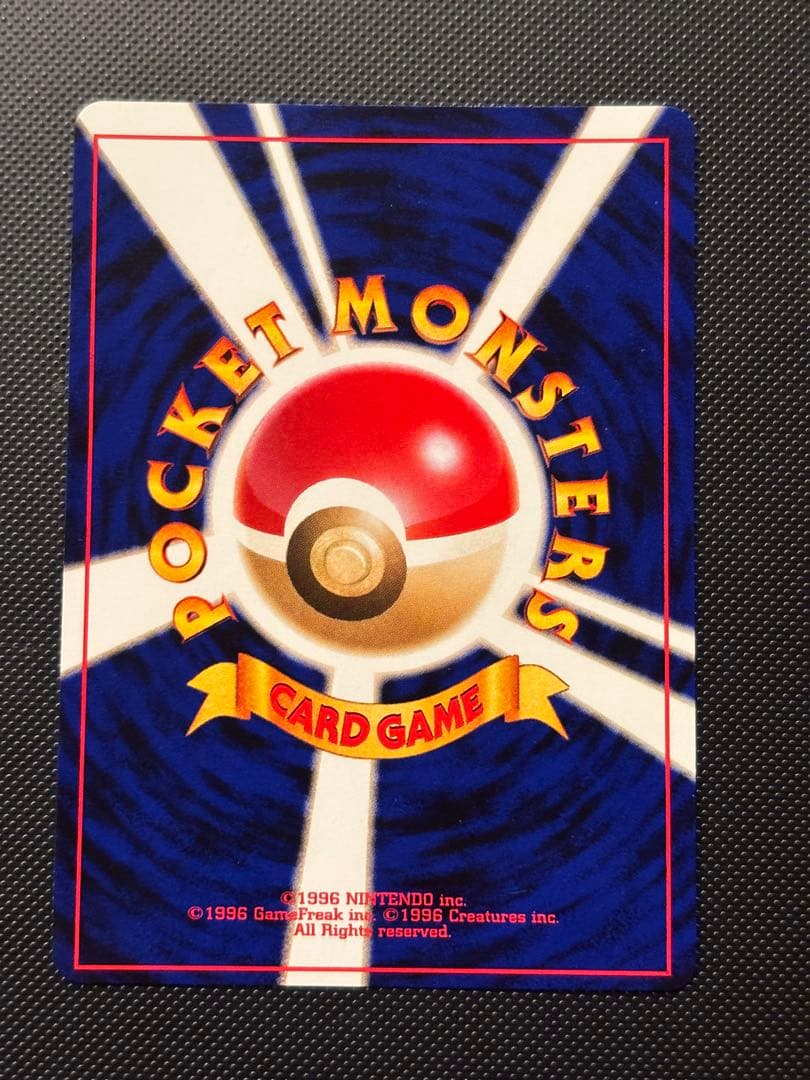 POCKET MONSTERS
CARD GAME
©1996 NINTENDO inc.
©1996 GameFreak inc. ©1996 Creatures inc.
All Rights reserved.